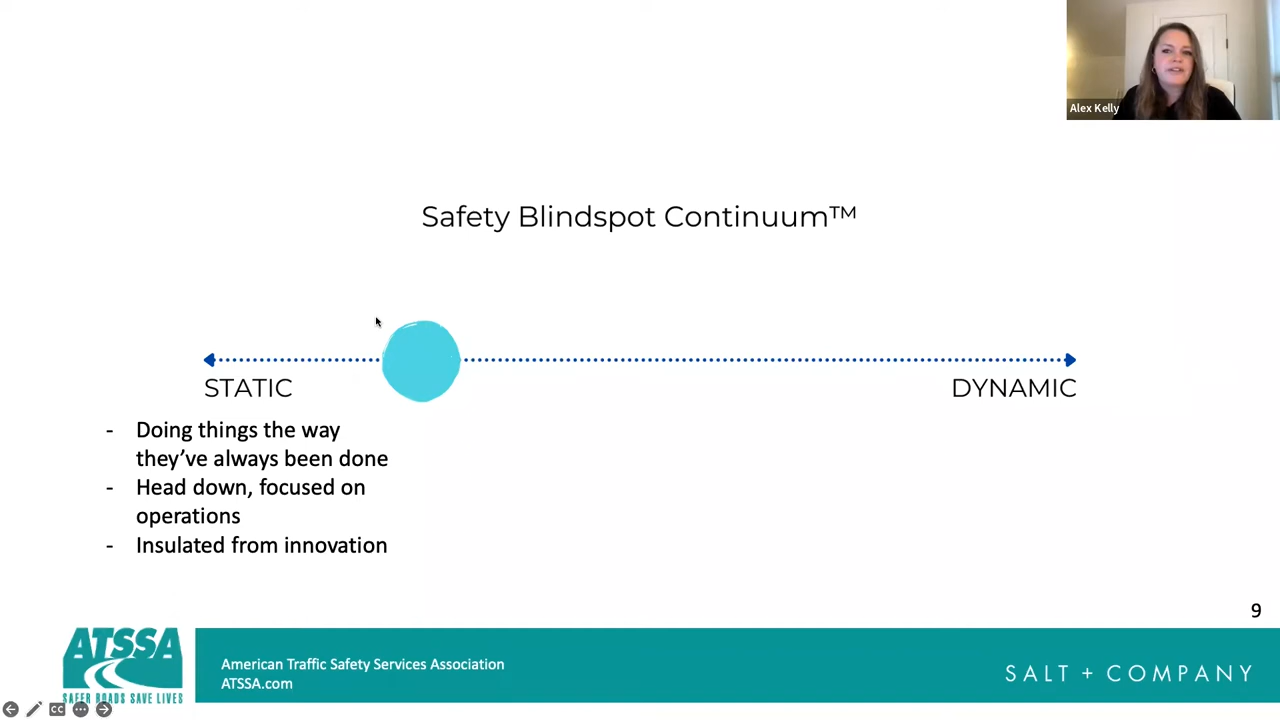 Alex Kelly
Safety Blindspot Continuum™
STATIC
DYNAMIC
- Doing things the way
they’ve always been done
- Head down, focused on
operations
- Insulated from innovation
9
ATSSA
SAFER ROADS SAVE LIVES
American Traffic Safety Services Association
ATSSA.com
SALT + COMPANY
CC